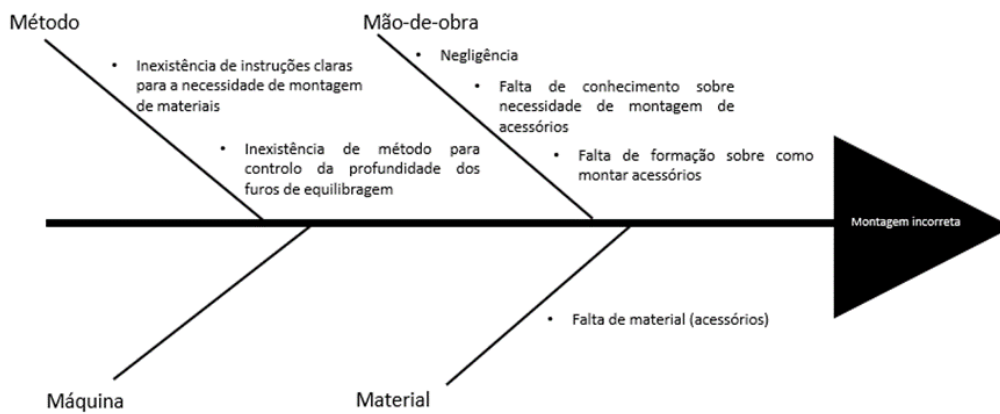 Método
Mão-de-obra
• Inexistência de instruções claras
para a necessidade de montagem
de materiais
• Inexistência de método para
controlo da profundidade dos
furos de equilibragem
• Negligência
• Falta de conhecimento sobre
necessidade de montagem de
acessórios
• Falta de formação sobre como
montar acessórios
Montagem incorreta
• Falta de material (acessórios)
Máquina
Material